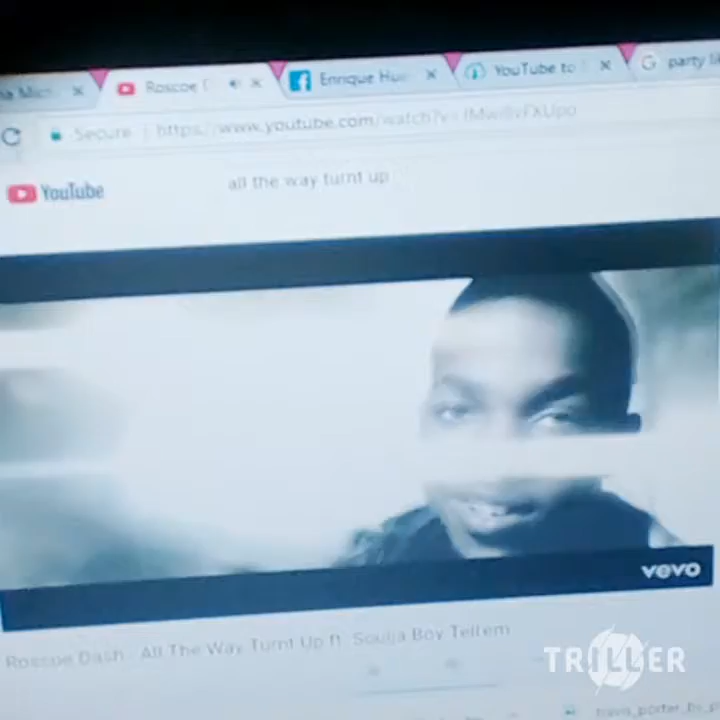 Roscoe
Enrique Hu
YouTube to
party li
Secure https://www.youtube.com/watch?v=
YouTube
all the way turnt up
vevo
Roscoe Dash All The Way Turnt Up ft. Soulja Boy Tellem
TRILLER